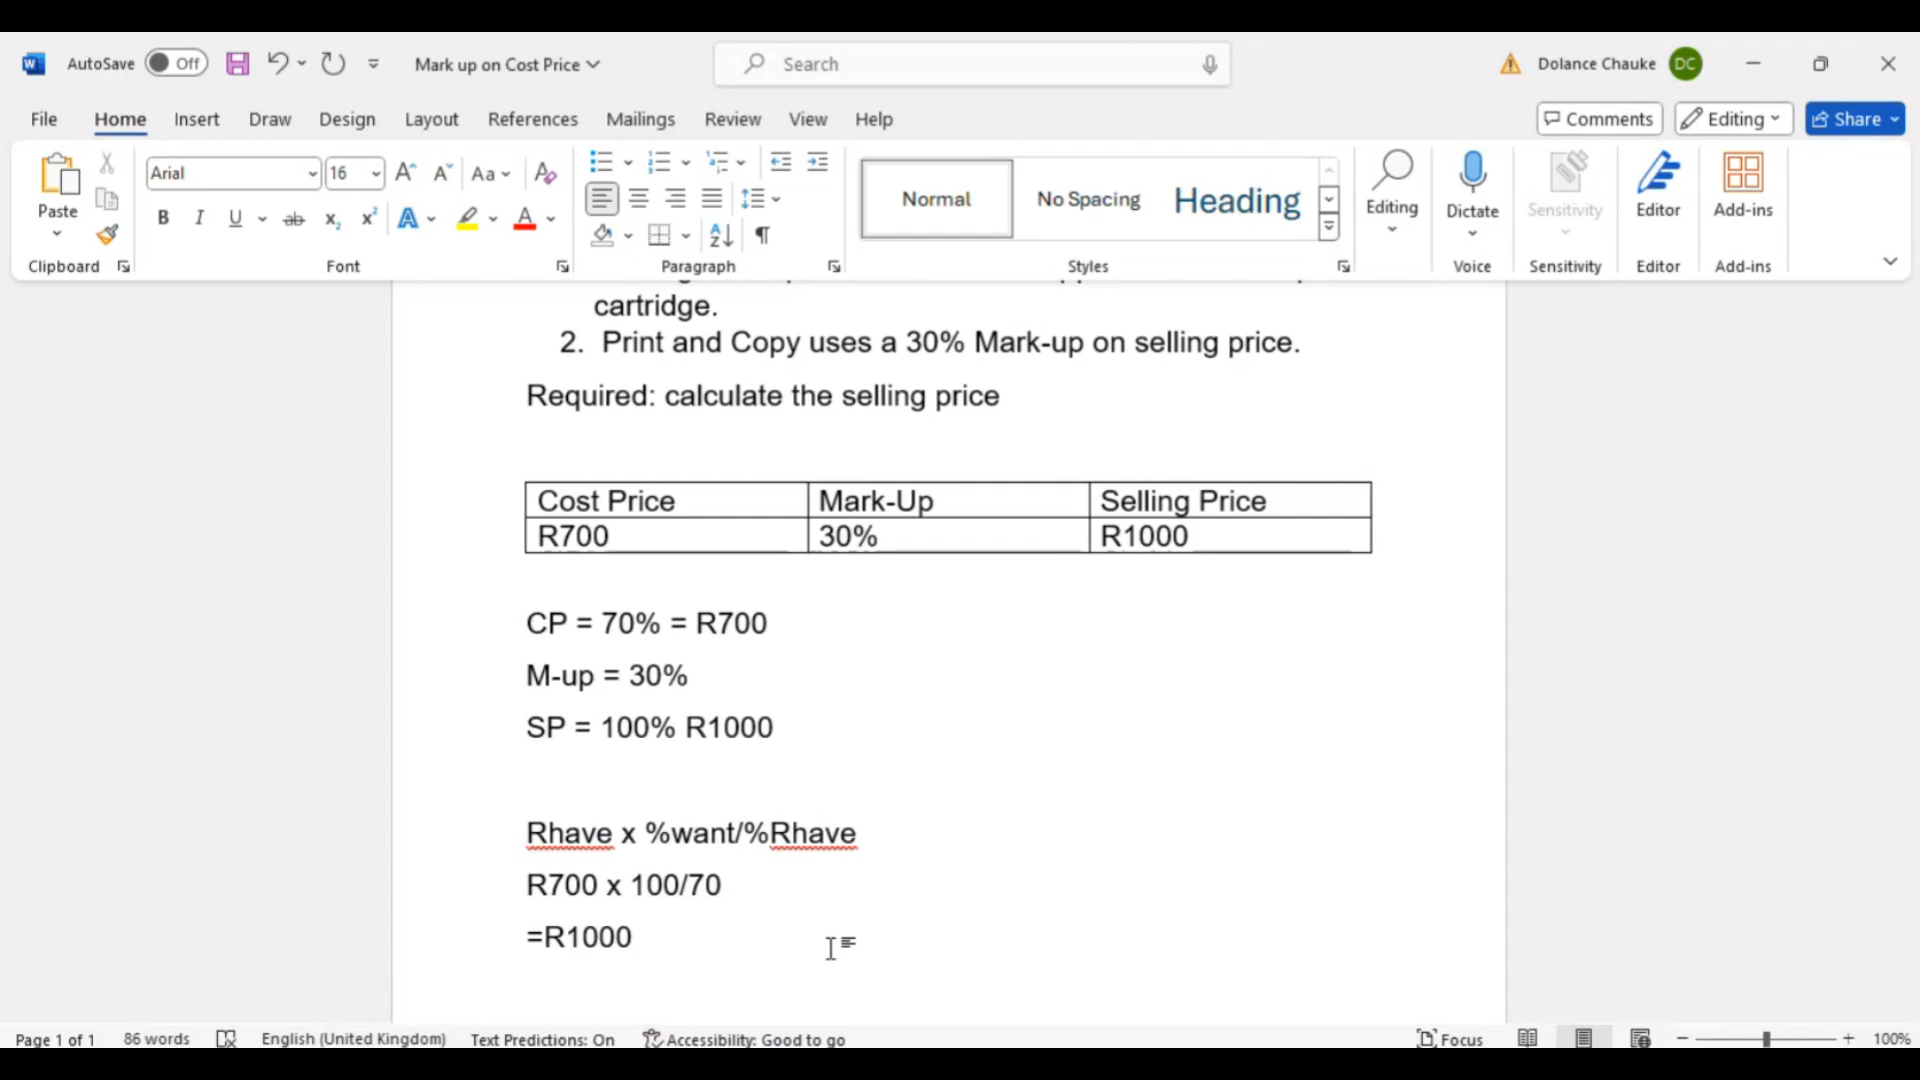 AutoSave Off Mark up on Cost Price Search Dolance Chauke DC
File Home Insert Draw Design Layout References Mailings Review View Help Comments Editing Share
Arial 16 Aa
Paste
B I U ab x₂ x² A A
Normal No Spacing Heading
Editing Dictate Sensitivity Editor Add-ins
Clipboard Font Paragraph Styles Voice Sensitivity Editor Add-ins
cartridge.
2. Print and Copy uses a 30% Mark-up on selling price.
Required: calculate the selling price
Cost Price Mark-Up Selling Price
R700 30% R1000
CP = 70% = R700
M-up = 30%
SP = 100% R1000
Rhave x %want/%Rhave
R700 x 100/70
=R1000
Page 1 of 1 86 words English (United Kingdom) Text Predictions: On Accessibility: Good to go Focus 100%